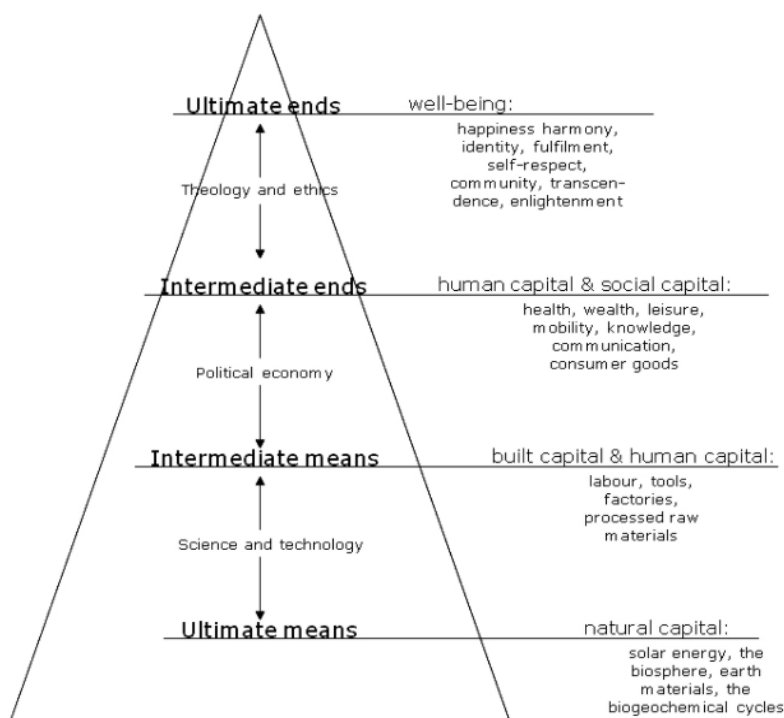 Ultimate ends
well-being:
happiness harmony,
identity, fulfilment,
self-respect,
community, transcen-
dence, enlightenment
Theology and ethics
Intermediate ends
human capital & social capital:
health, wealth, leisure,
mobility, knowledge,
communication,
consumer goods
Political economy
Intermediate means
built capital & human capital:
labour, tools,
factories,
processed raw
materials
Science and technology
Ultimate means
natural capital:
solar energy, the
biosphere, earth
materials, the
biogeochemical cycles